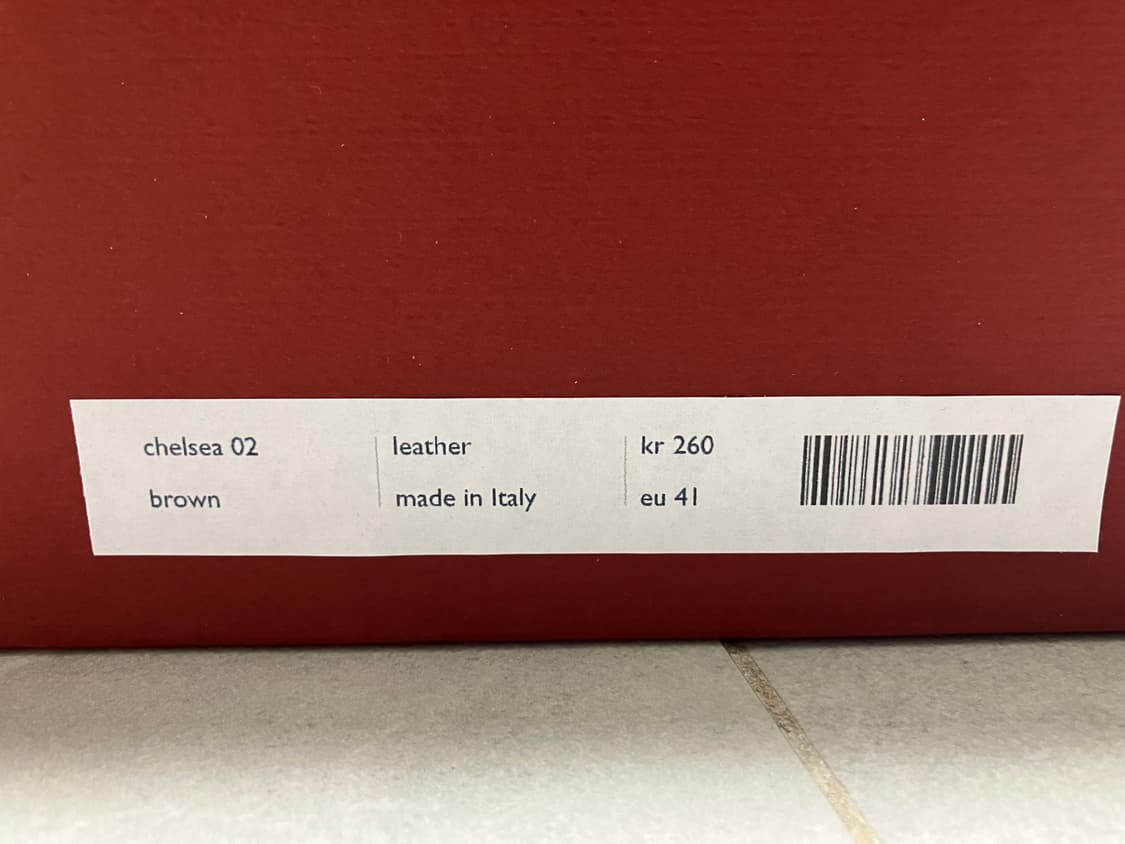 chelsea 02
brown
leather
made in Italy
kr 260
eu 41